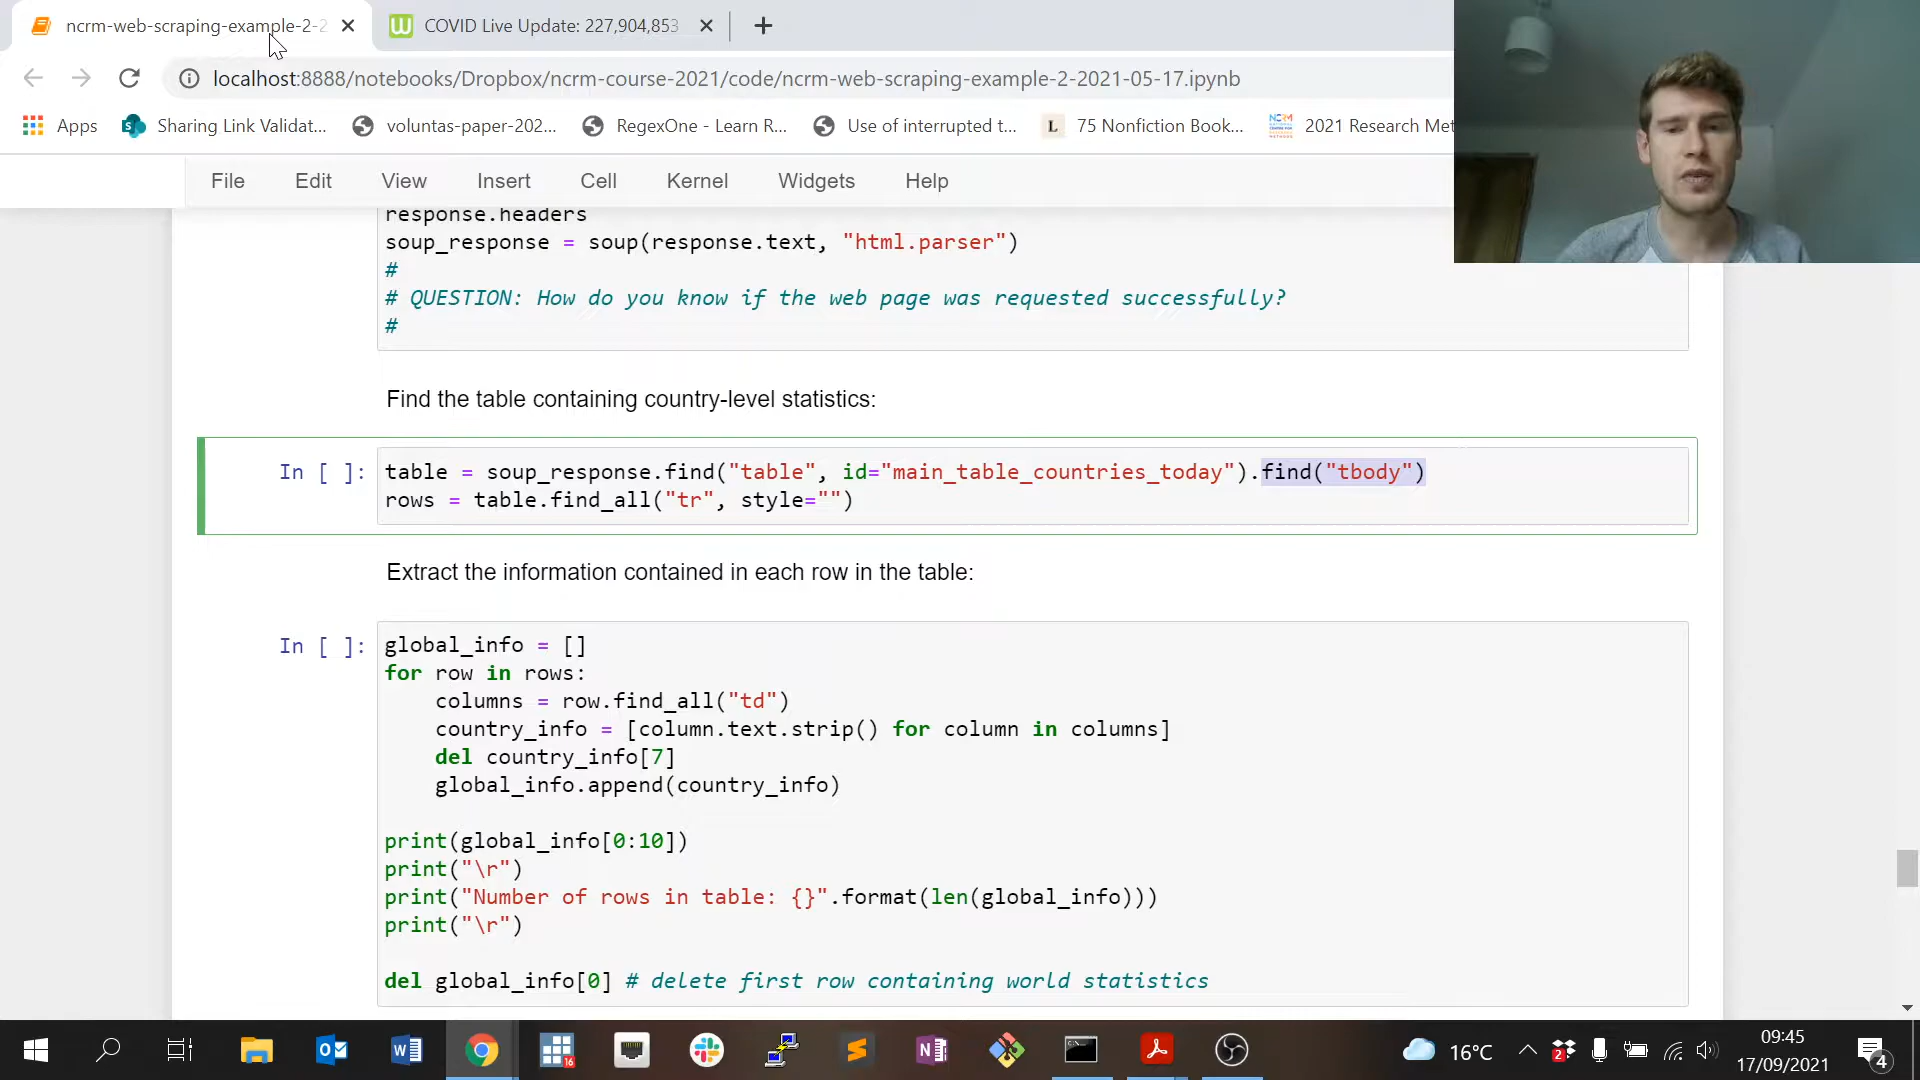 ncrm-web-scraping-example-2-2
COVID Live Update: 227,904,853
localhost:8888/notebooks/Dropbox/ncrm-course-2021/code/ncrm-web-scraping-example-2-2021-05-17.ipynb
Apps
Sharing Link Validat...
voluntas-paper-202...
RegexOne - Learn R...
Use of interrupted t...
L
75 Nonfiction Book...
2021 Research Met
File Edit View Insert Cell Kernel Widgets Help
response.headers
soup_response = soup(response.text, "html.parser")
#
# QUESTION: How do you know if the web page was requested successfully?
#
Find the table containing country-level statistics:
In [ ]: table = soup_response.find("table", id="main_table_countries_today").find("tbody")
rows = table.find_all("tr", style="")
Extract the information contained in each row in the table:
In [ ]: global_info = []
for row in rows:
    columns = row.find_all("td")
    country_info = [column.text.strip() for column in columns]
    del country_info[7]
    global_info.append(country_info)
print(global_info[0:10])
print("\r")
print("Number of rows in table: {}".format(len(global_info)))
print("\r")
del global_info[0] # delete first row containing world statistics
16°C
09:45
17/09/2021
4